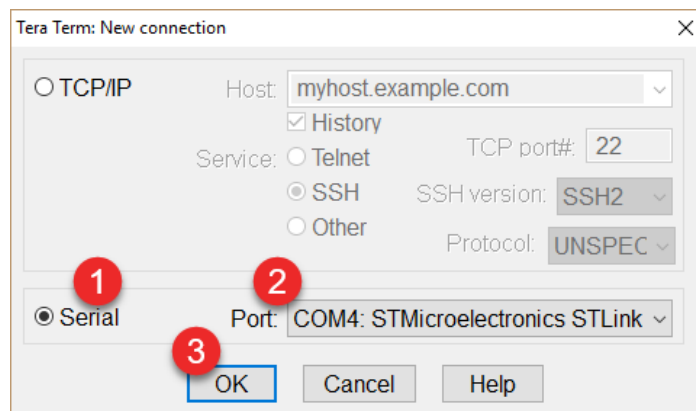 Tera Term: New connection
TCP/IP
Host: myhost.example.com
History
Service: Telnet
TCP port#: 22
SSH
SSH version: SSH2
Other
Protocol: UNSPEC
1
2
Serial
Port: COM4: STMicroelectronics STLink
3
OK Cancel Help